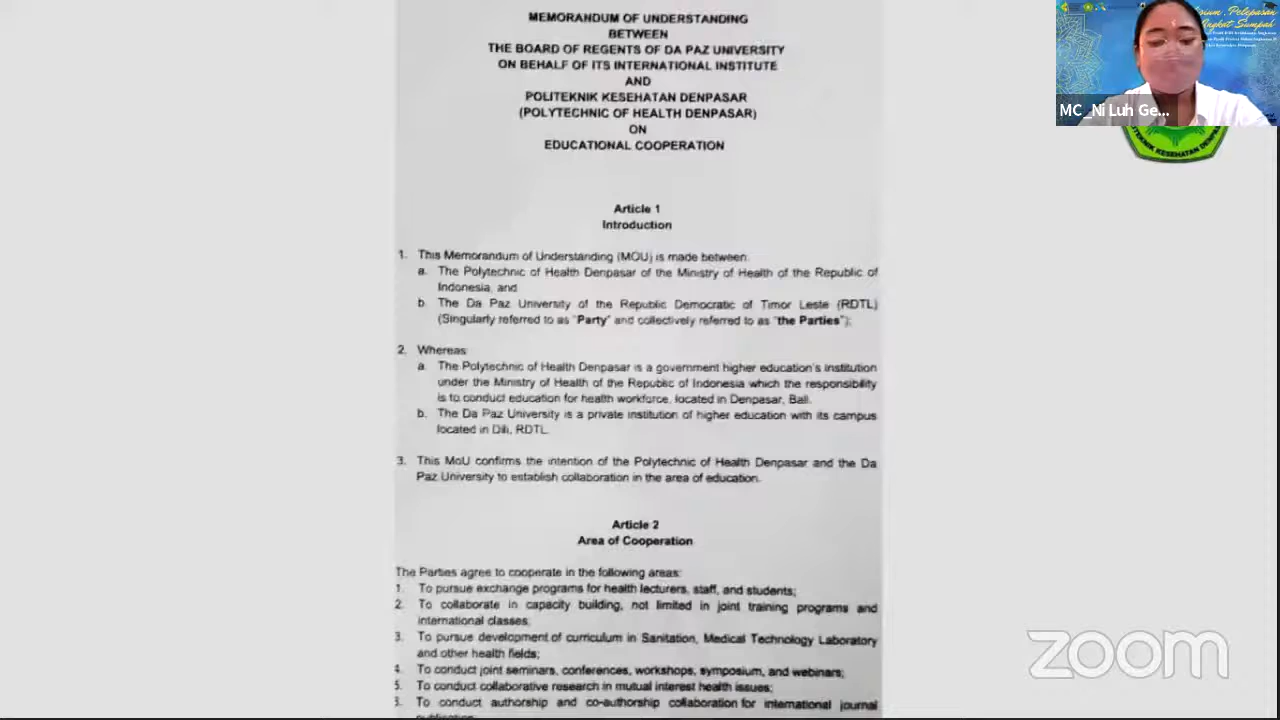 MEMORANDUM OF UNDERSTANDING
BETWEEN
THE BOARD OF REGENTS OF DA PAZ UNIVERSITY
ON BEHALF OF ITS INTERNATIONAL INSTITUTE
AND
POLITEKNIK KESEHATAN DENPASAR
(POLYTECHNIC OF HEALTH DENPASAR)
ON
EDUCATIONAL COOPERATION
Article 1
Introduction
1. This Memorandum of Understanding (MOU) is made between:
a. The Polytechnic of Health Denpasar of the Ministry of Health of the Republic of
Indonesia, and
b. The Da Paz University of the Republic Democratic of Timor Leste (RDTL)
(Singularly referred to as "Party" and collectively referred to as "the Parties");
2. Whereas
a. The Polytechnic of Health Denpasar is a government higher education's institution
under the Ministry of Health of the Republic of Indonesia which the responsibility
is to conduct education for health workforce, located in Denpasar, Bali.
b. The Da Paz University is a private institution of higher education with its campus
located in Dili, RDTL.
3. This MoU confirms the intention of the Polytechnic of Health Denpasar and the Da
Paz University to establish collaboration in the area of education.
Article 2
Area of Cooperation
The Parties agree to cooperate in the following areas:
1. To pursue exchange programs for health lecturers, staff, and students;
2. To collaborate in capacity building, not limited in joint training programs and
international classes;
3. To pursue development of curriculum in Sanitation, Medical Technology Laboratory
and other health fields;
4. To conduct joint seminars, conferences, workshops, symposium, and webinars;
5. To conduct collaborative research in mutual interest health issues;
To conduct authorship and co-authorship collaboration for international journal
Pelepasan
Angkat Sumpah
MC_Ni Luh Ge...
KESEHATAN
zoom